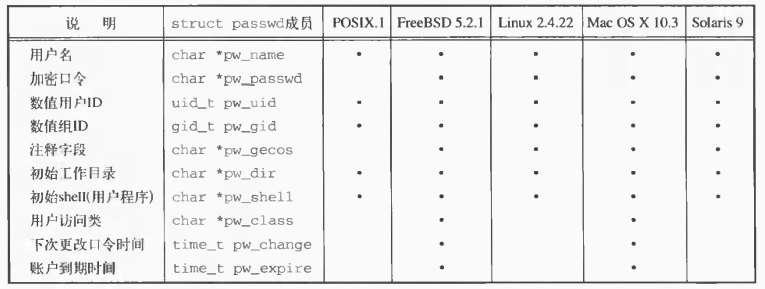 说 明 struct passwd成员 POSIX.1 FreeBSD 5.2.1 Linux 2.4.22 Mac OS X 10.3 Solaris 9
用户名 char *pw_name • • • • •
加密口令 char *pw_passwd • • • •
数值用户ID uid_t pw_uid • • • • •
数值组ID gid_t pw_gid • • • • •
注释字段 char *pw_gecos • • • •
初始工作目录 char *pw_dir • • • • •
初始shell(用户程序) char *pw_shell • • • • •
用户访问类 char *pw_class • •
下次更改口令时间 time_t pw_change • •
账户到期时间 time_t pw_expire • •